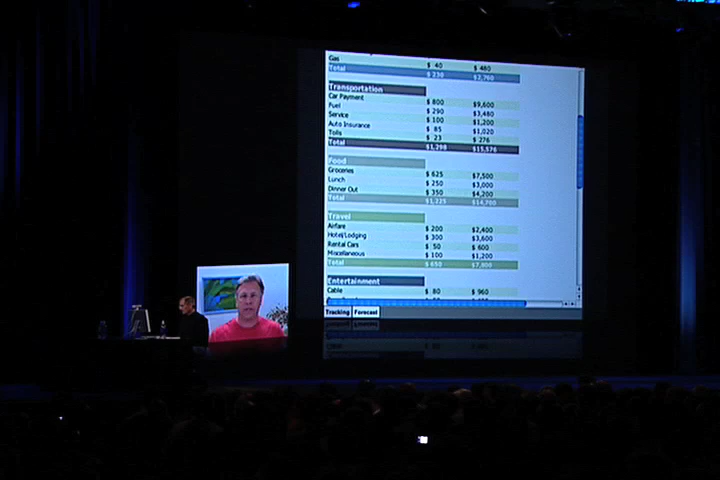 Gas $ 40 $ 480
Total $ 230 $2,760
Transportation
Car Payment $ 800 $9,600
Fuel $ 290 $3,480
Service $ 100 $1,200
Auto Insurance $ 85 $1,020
Tolls $ 23 $ 276
Total $1,298 $15,576
Food
Groceries $ 625 $7,500
Lunch $ 250 $3,000
Dinner Out $ 350 $4,200
Total $1,225 $14,700
Travel
Airfare $ 200 $2,400
Hotel/Lodging $ 300 $3,600
Rental Cars $ 50 $ 600
Miscellaneous $ 100 $1,200
Total $ 650 $7,800
Entertainment
Cable $ 80 $ 960
Tracking Forecast